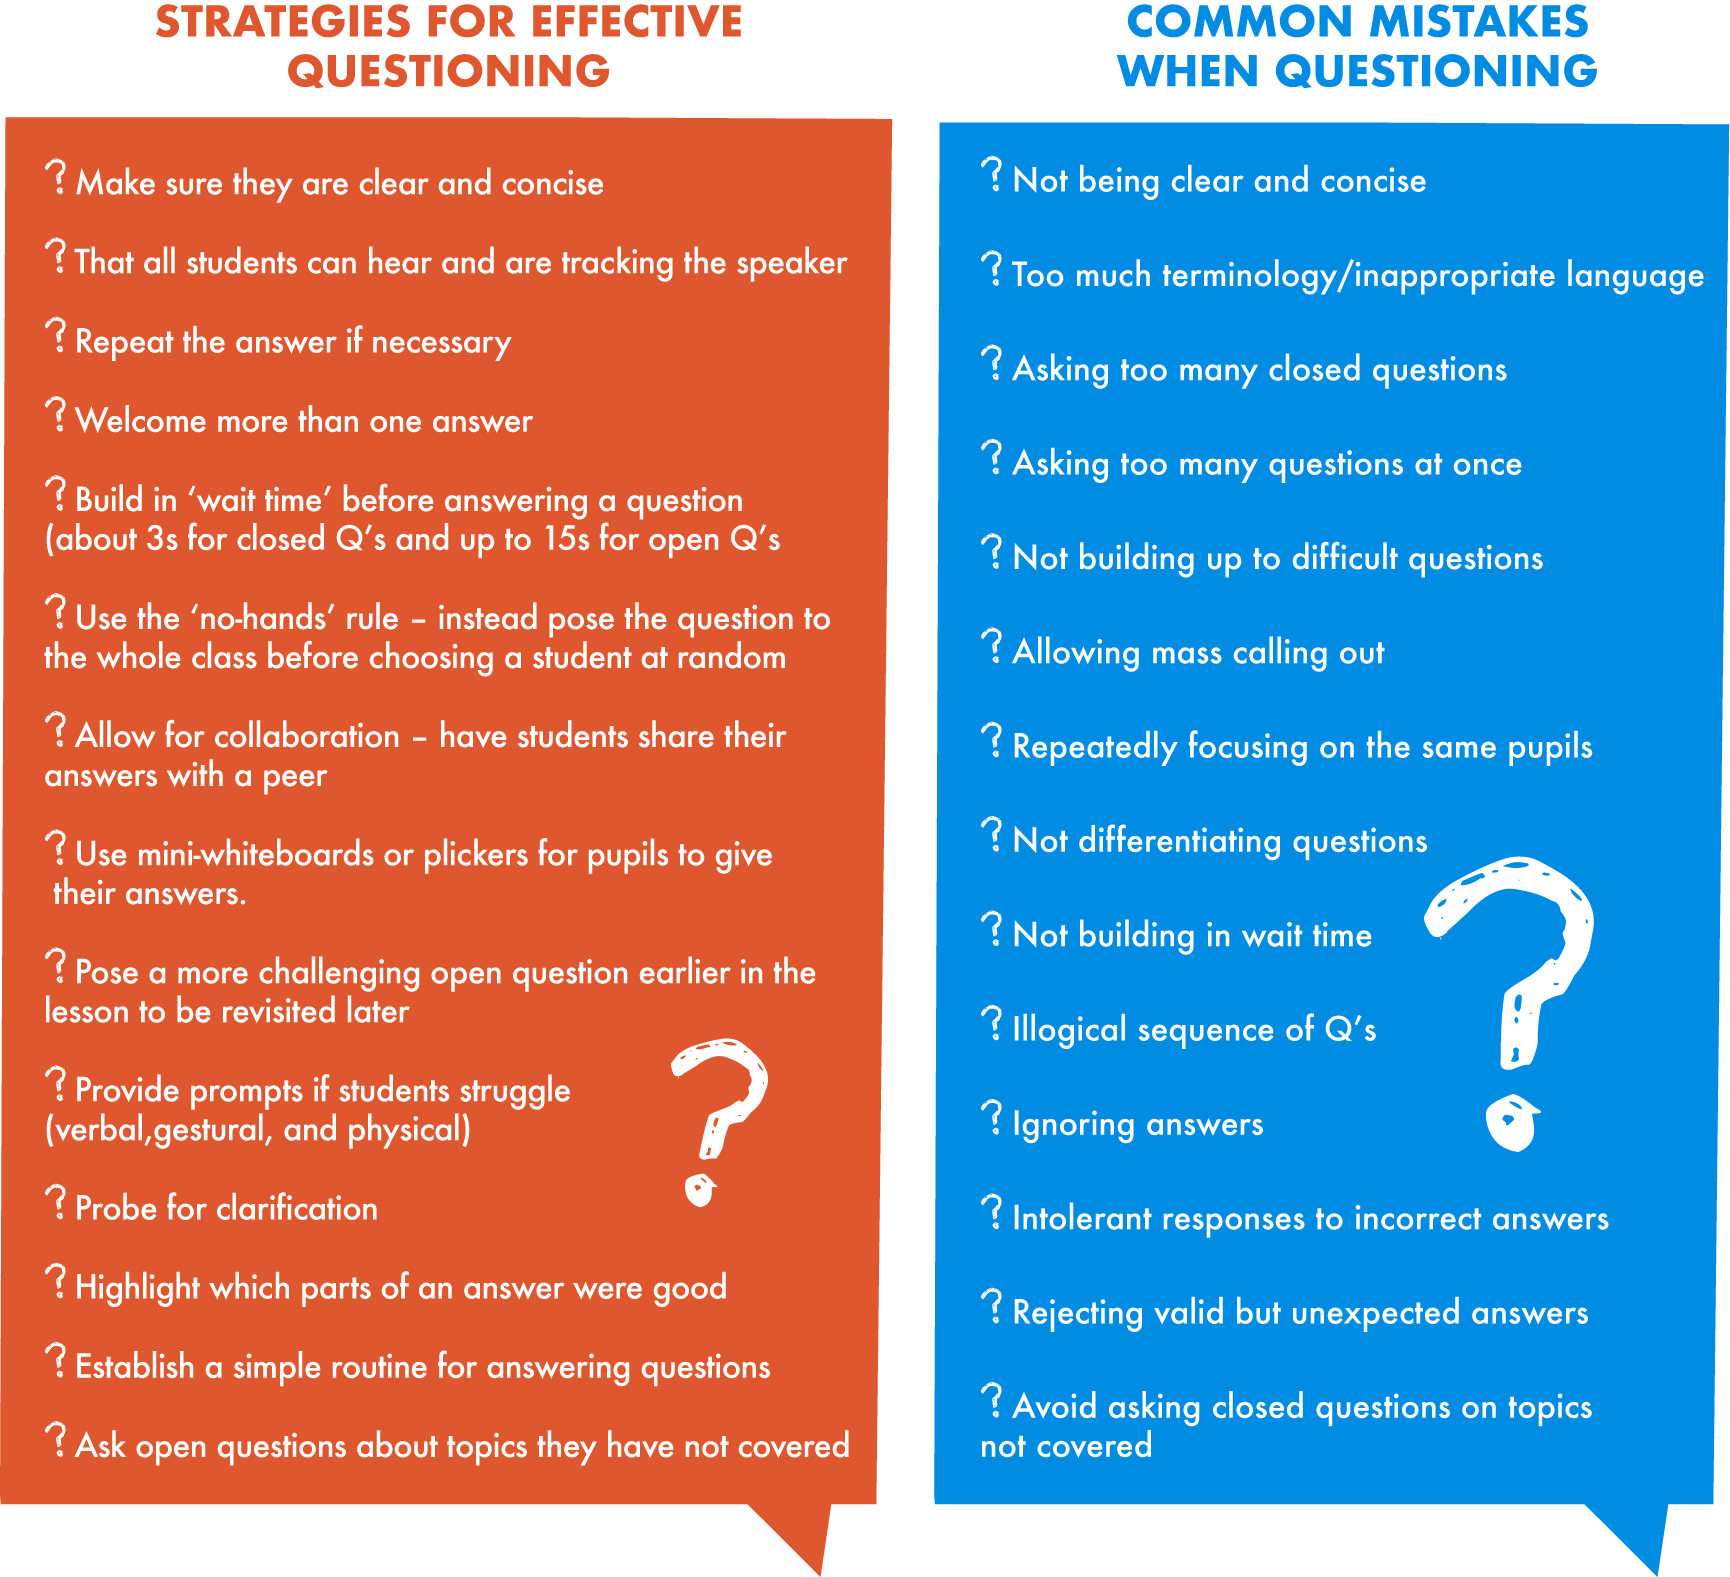 STRATEGIES FOR EFFECTIVE
QUESTIONING
? Make sure they are clear and concise
? That all students can hear and are tracking the speaker
? Repeat the answer if necessary
? Welcome more than one answer
? Build in ‘wait time’ before answering a question
(about 3s for closed Q’s and up to 15s for open Q’s
? Use the ‘no-hands’ rule – instead pose the question to
the whole class before choosing a student at random
? Allow for collaboration – have students share their
answers with a peer
? Use mini-whiteboards or plickers for pupils to give
their answers.
? Pose a more challenging open question earlier in the
lesson to be revisited later
? Provide prompts if students struggle
(verbal,gestural, and physical)
? Probe for clarification
? Highlight which parts of an answer were good
? Establish a simple routine for answering questions
? Ask open questions about topics they have not covered
?
COMMON MISTAKES
WHEN QUESTIONING
? Not being clear and concise
? Too much terminology/inappropriate language
? Asking too many closed questions
? Asking too many questions at once
? Not building up to difficult questions
? Allowing mass calling out
? Repeatedly focusing on the same pupils
? Not differentiating questions
? Not building in wait time
? Illogical sequence of Q’s
? Ignoring answers
? Intolerant responses to incorrect answers
? Rejecting valid but unexpected answers
? Avoid asking closed questions on topics
not covered
?